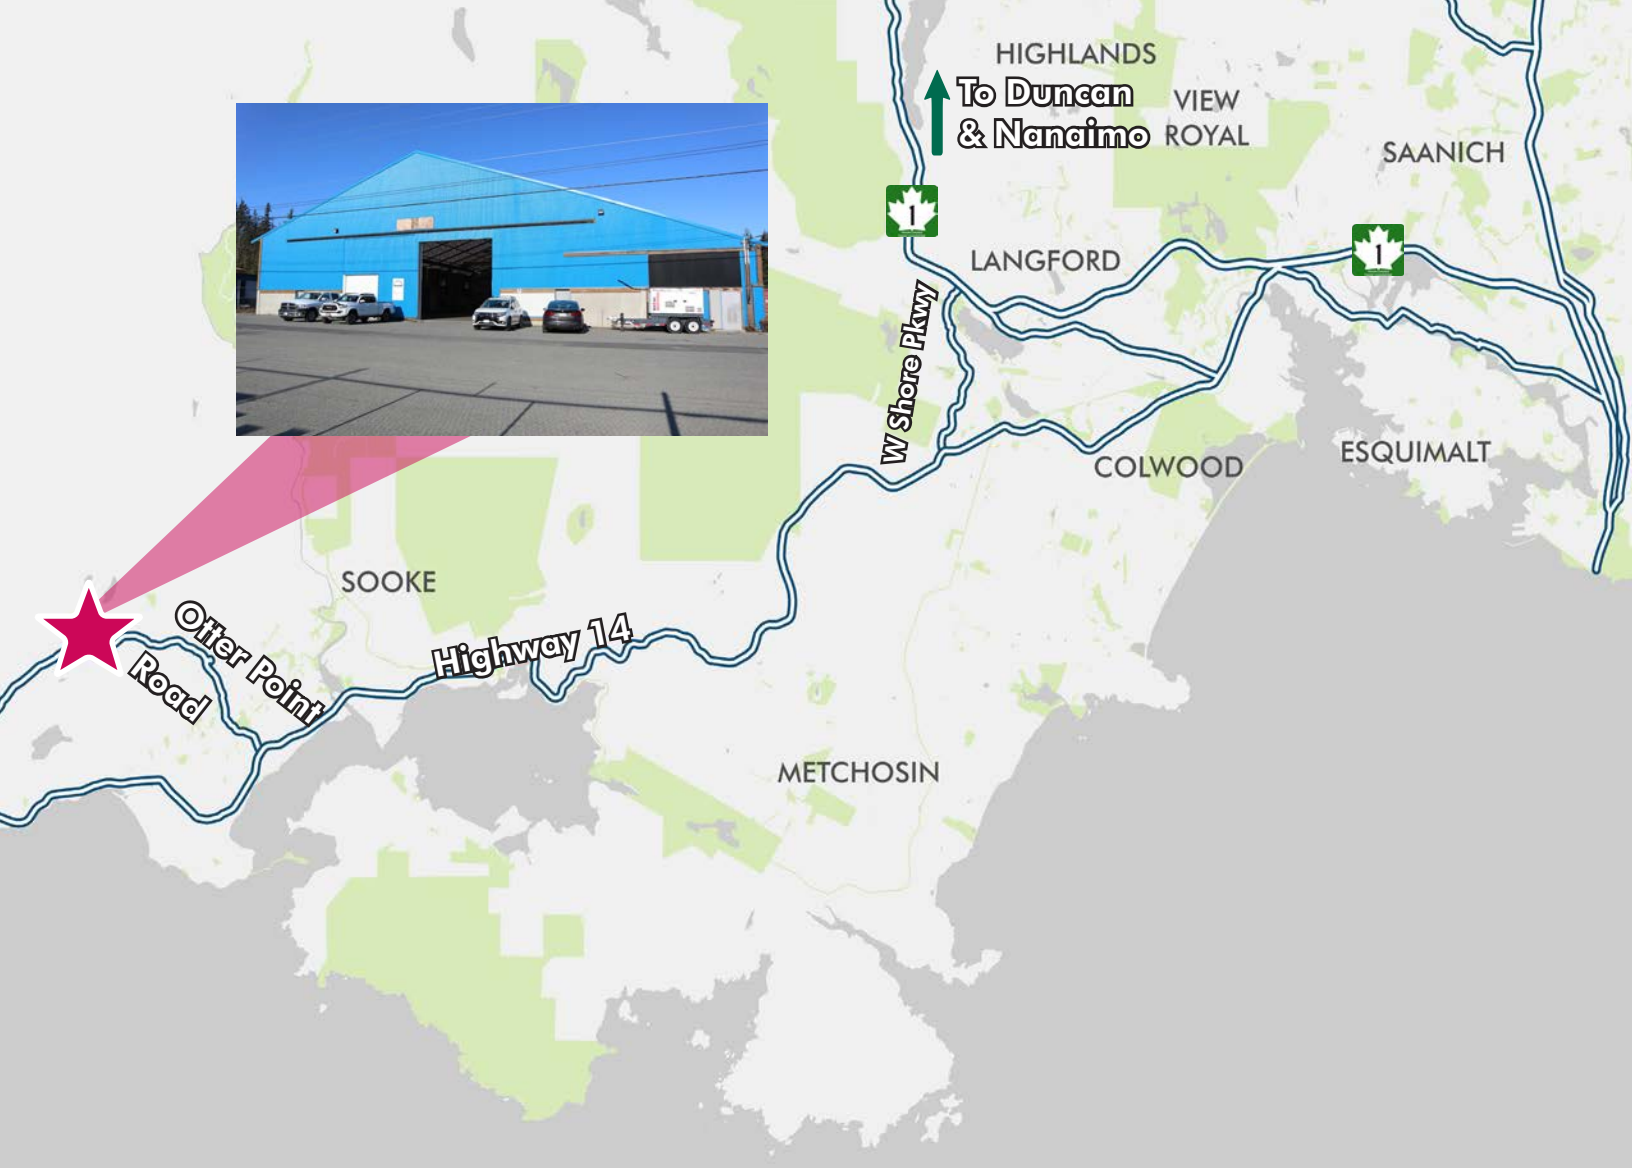 HIGHLANDS
To Duncan
& Nanaimo
VIEW
ROYAL
SAANICH
1
LANGFORD
1
W Shore Pkwy
COLWOOD
ESQUIMALT
SOOKE
Otter Point
Road
Highway 14
METCHOSIN